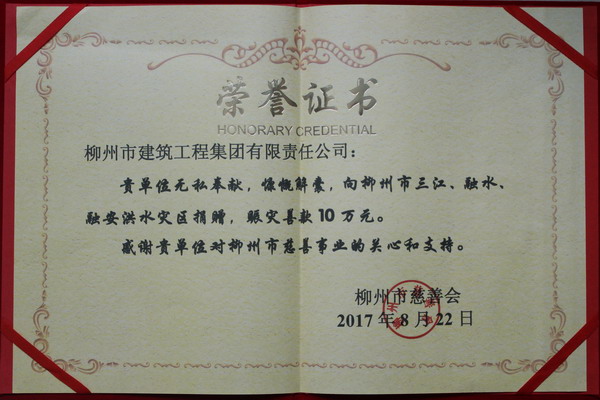 荣誉证书
HONORARY CREDENTIAL
柳州市建筑工程集团有限责任公司：
贵单位无私奉献，慷慨解囊，向柳州市三江、融水、
融安洪水灾区捐赠，赈灾善款10万元。
感谢贵单位对柳州市慈善事业的关心和支持。
柳州市慈善会
2017年8月22日